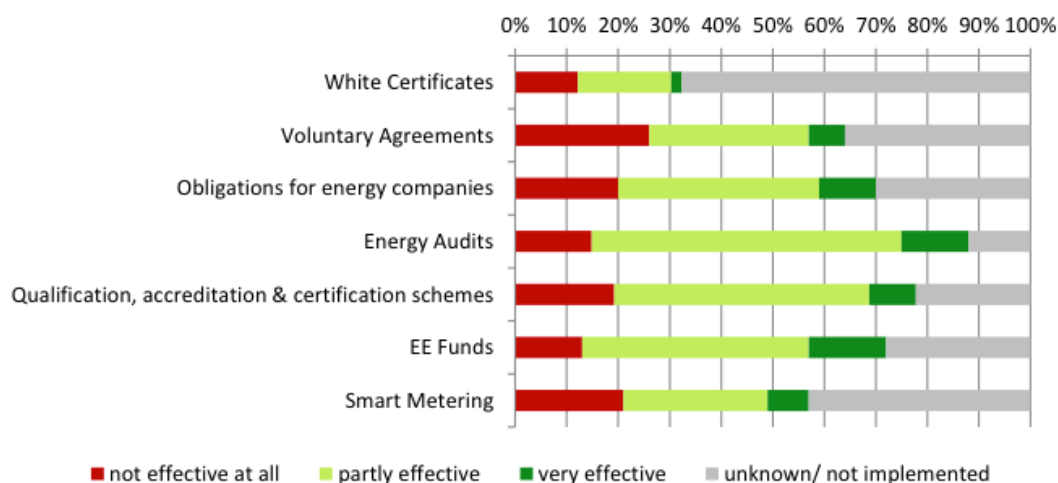 0% 10% 20% 30% 40% 50% 60% 70% 80% 90% 100%
White Certificates
Voluntary Agreements
Obligations for energy companies
Energy Audits
Qualification, accreditation & certification schemes
EE Funds
Smart Metering
not effective at all partly effective very effective unknown/ not implemented